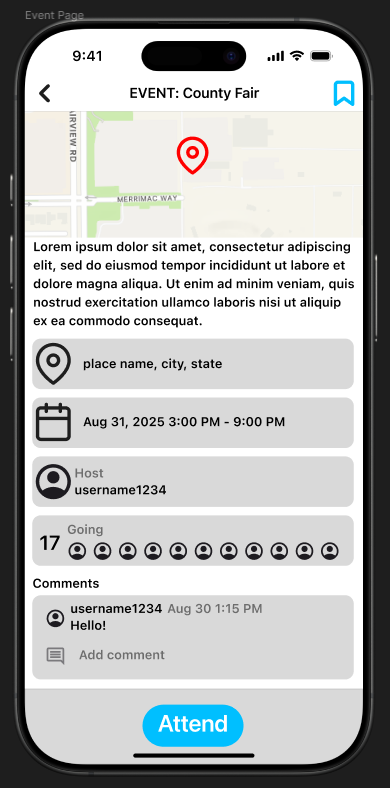 Event Page
9:41
EVENT: County Fair
AIRVIEW RD
MERRIMAC WAY
Lorem ipsum dolor sit amet, consectetur adipiscing
elit, sed do eiusmod tempor incididunt ut labore et
dolore magna aliqua. Ut enim ad minim veniam, quis
nostrud exercitation ullamco laboris nisi ut aliquip
ex ea commodo consequat.
place name, city, state
Aug 31, 2025 3:00 PM - 9:00 PM
Host
username1234
Going
17
Comments
username1234 Aug 30 1:15 PM
Hello!
Add comment
Attend